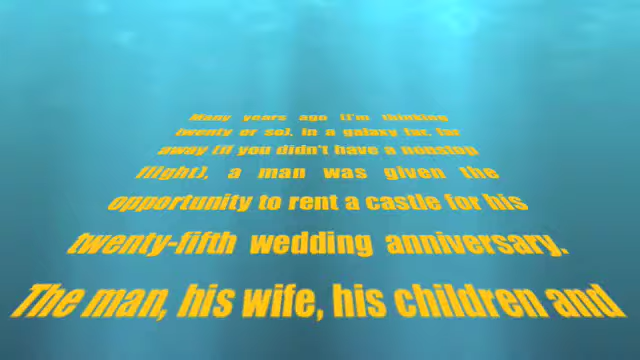 Many years ago (I'm thinking
twenty or so), in a galaxy far, far
away (if you didn't have a nonstop
flight), a man was given the
opportunity to rent a castle for his
twenty-fifth wedding anniversary.
The man, his wife, his children and